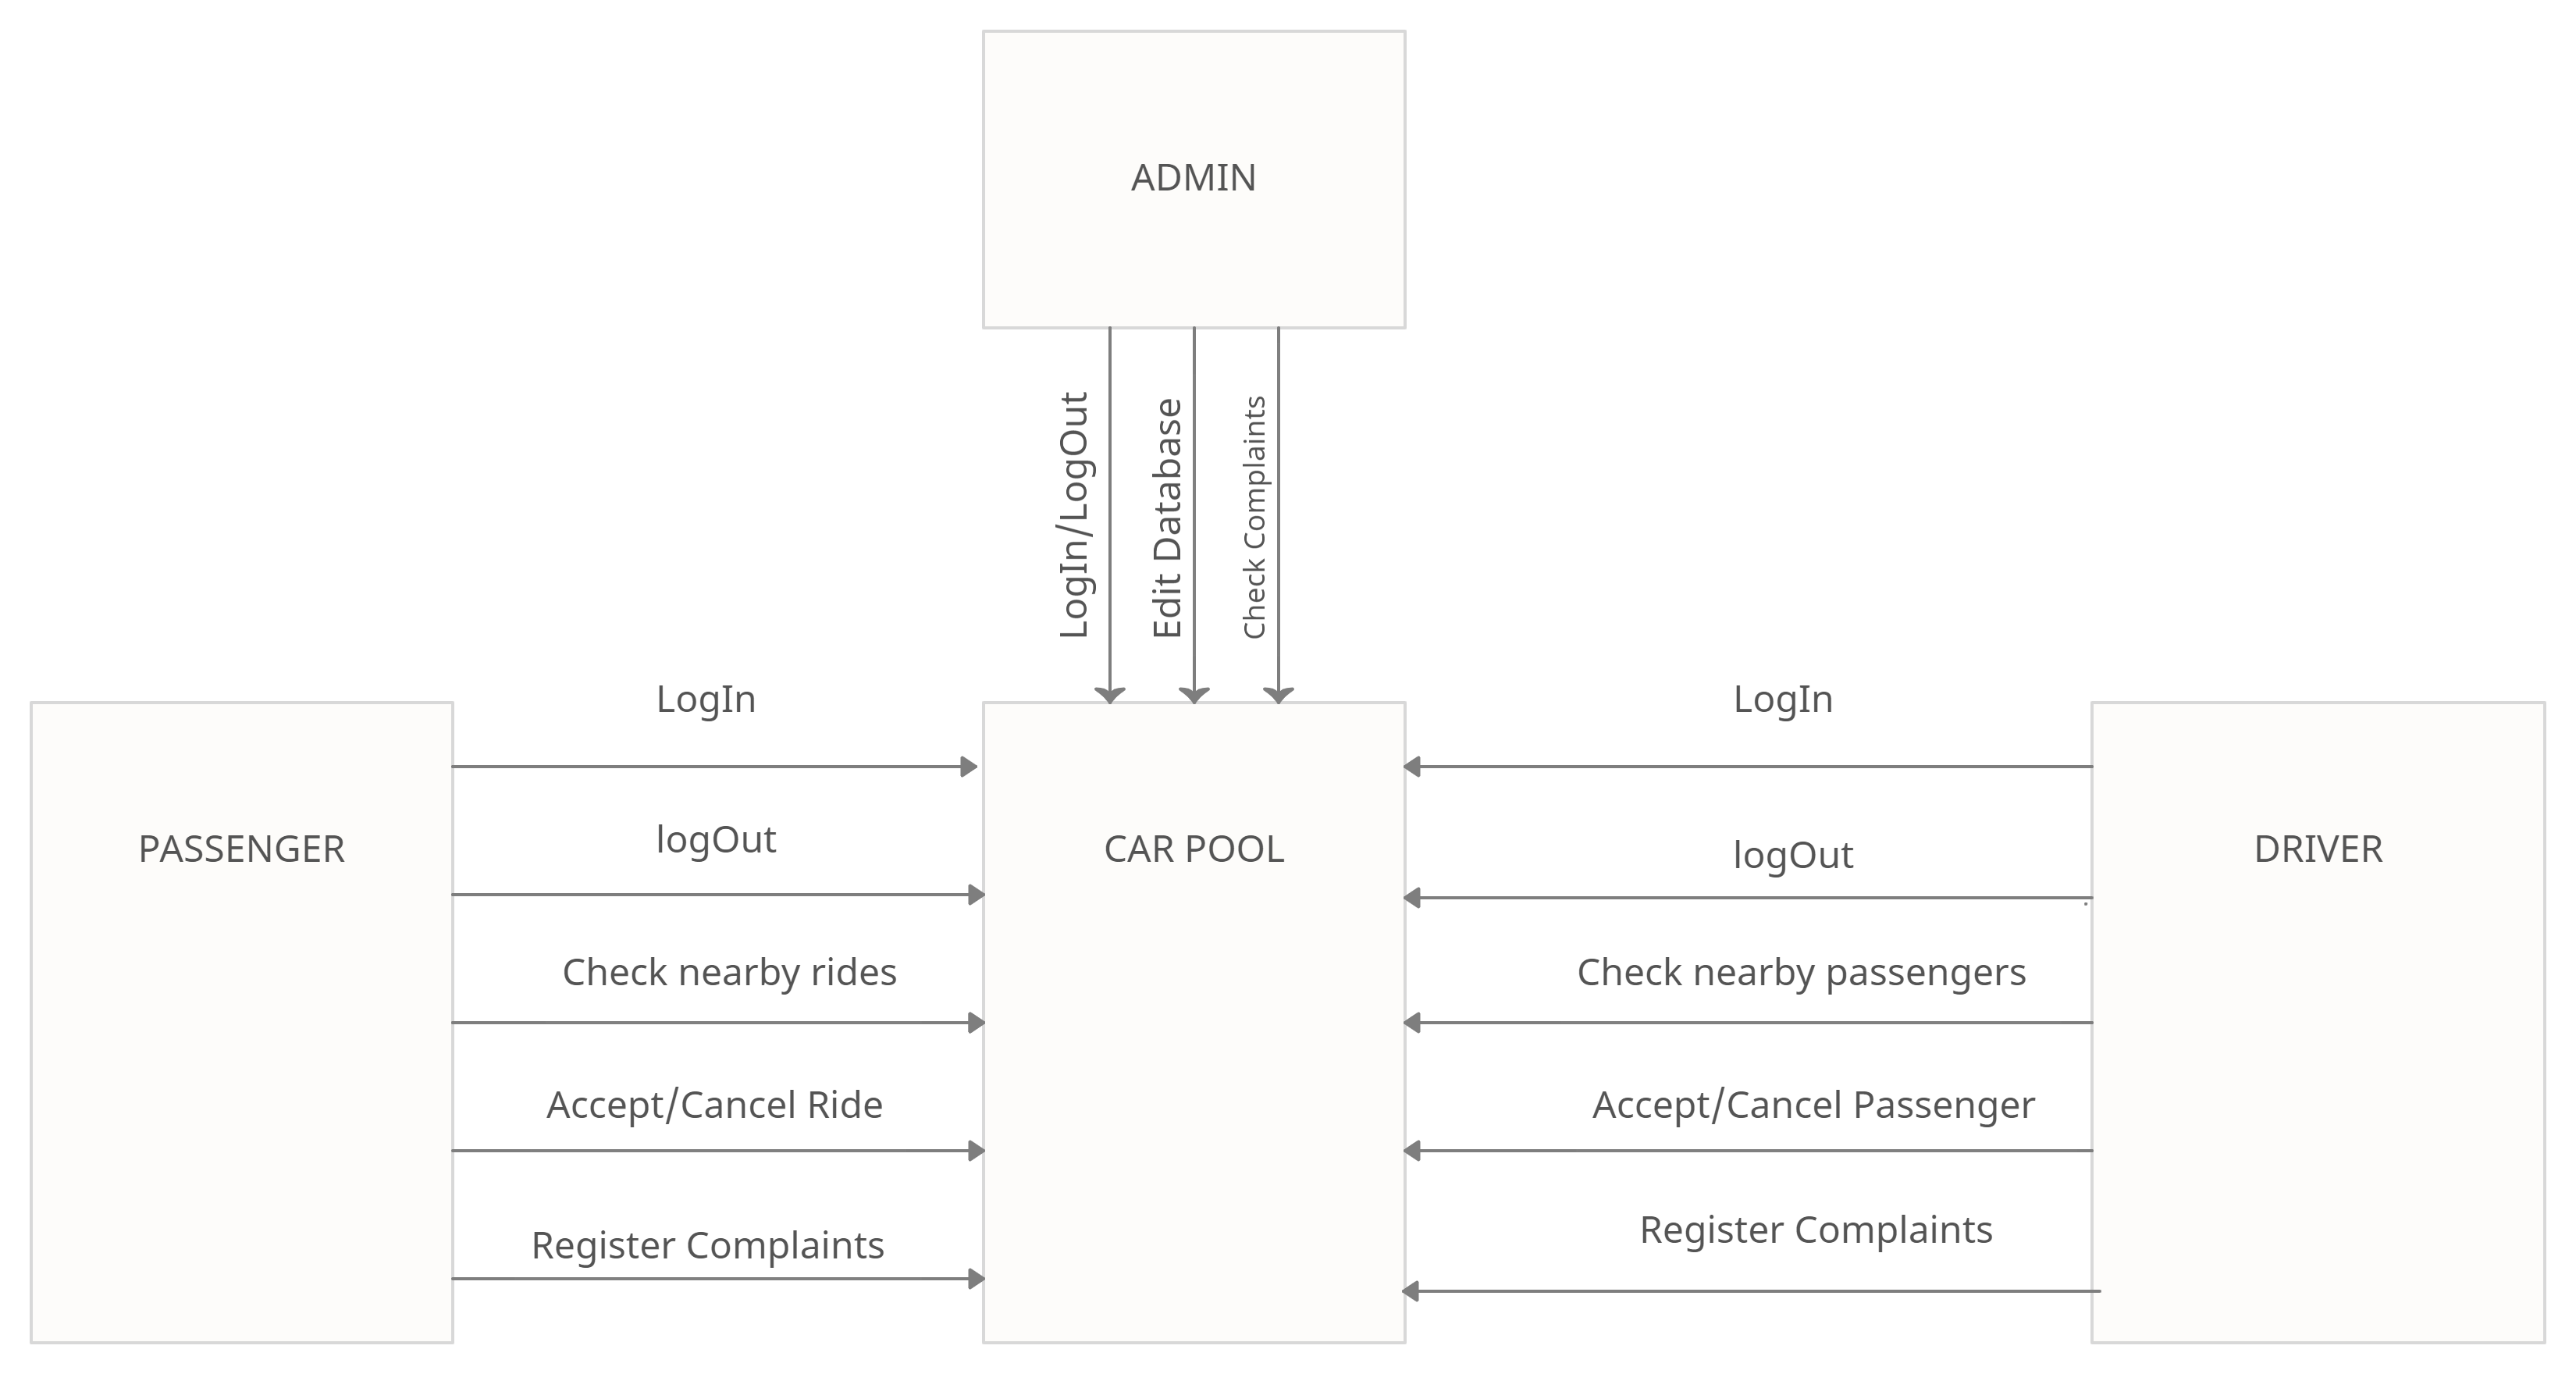 ADMIN
LogIn/LogOut
Edit Database
Check Complaints
LogIn
LogIn
PASSENGER
logOut
CAR POOL
logOut
DRIVER
Check nearby rides
Check nearby passengers
Accept/Cancel Ride
Accept/Cancel Passenger
Register Complaints
Register Complaints